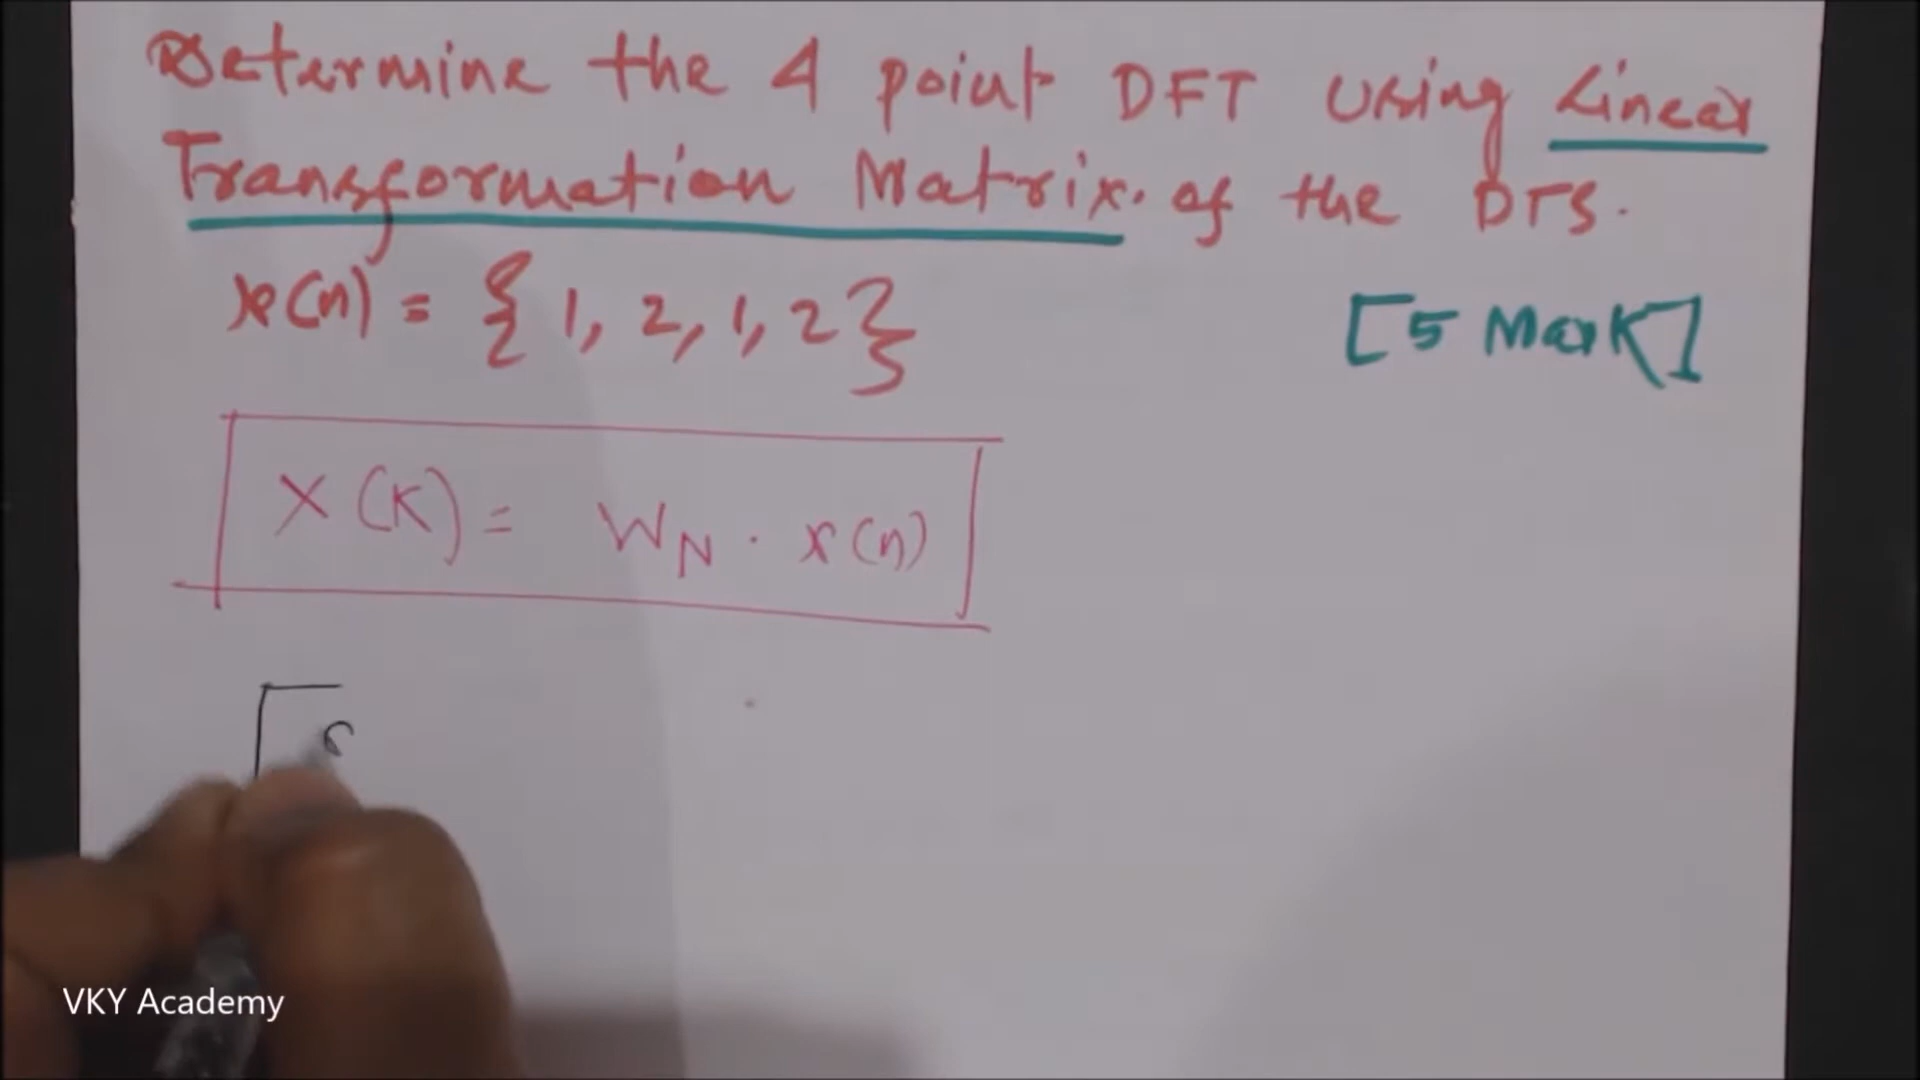 Determine the 4 point DFT using Linear
Transformation Matrix. of the DTS.
x(n) = { 1, 2, 1, 2 }
[5 Mark]
X (K) = W_N . x(n)
VKY Academy